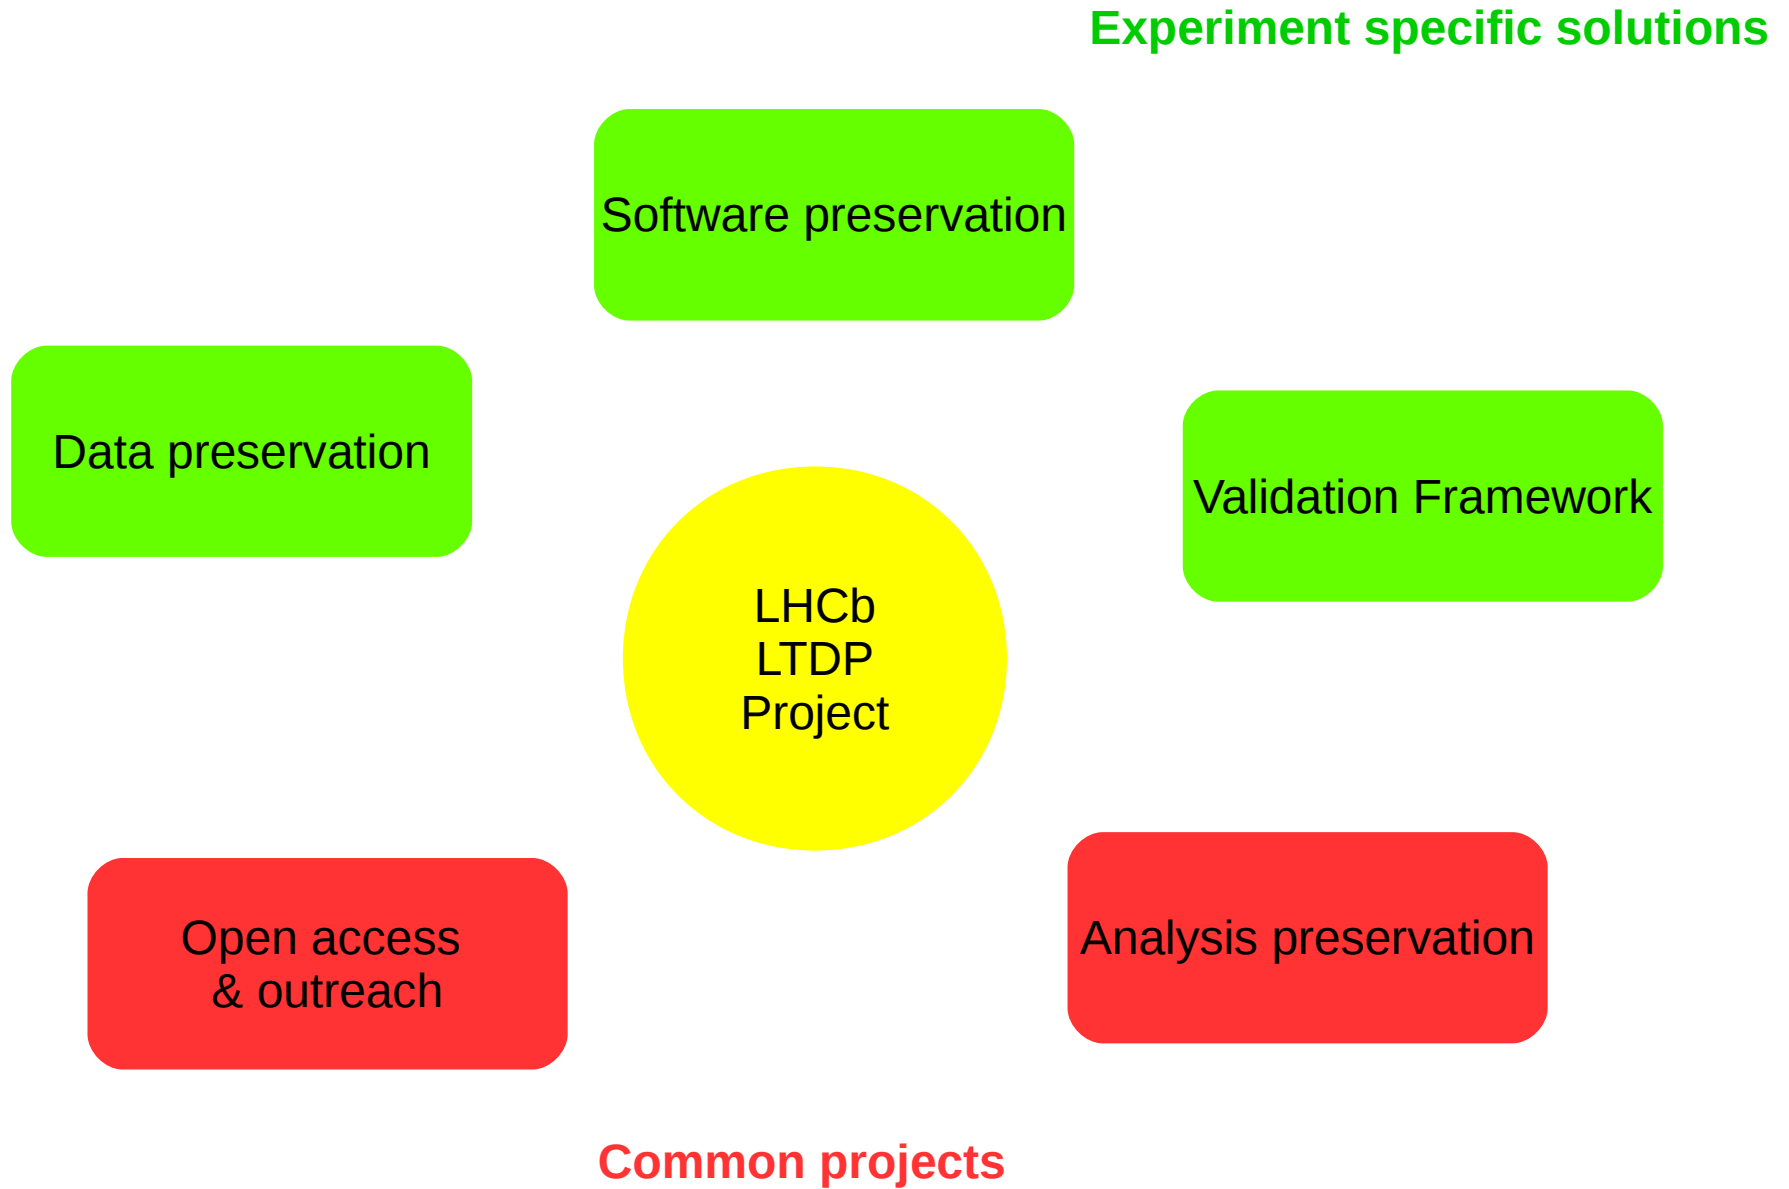 Experiment specific solutions
Software preservation
Data preservation
Validation Framework
LHCb
LTDP
Project
Open access
& outreach
Analysis preservation
Common projects